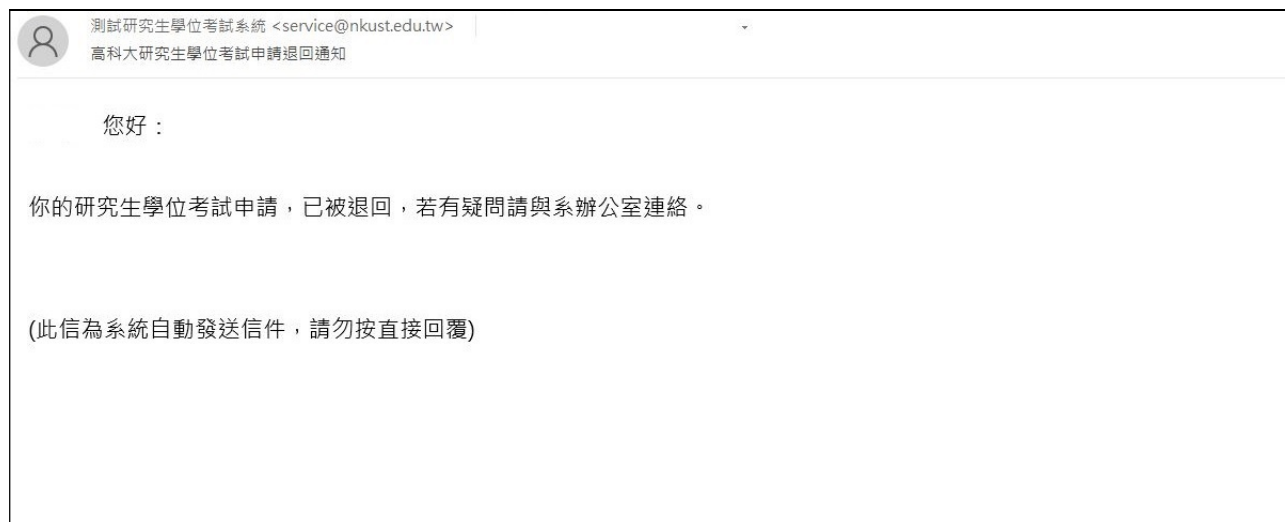 測試研究生學位考試系統 <service@nkust.edu.tw>
高科大研究生學位考試申請退回通知
您好：
你的研究生學位考試申請，已被退回，若有疑問請與系辦公室連絡。
(此信為系統自動發送信件，請勿按直接回覆)